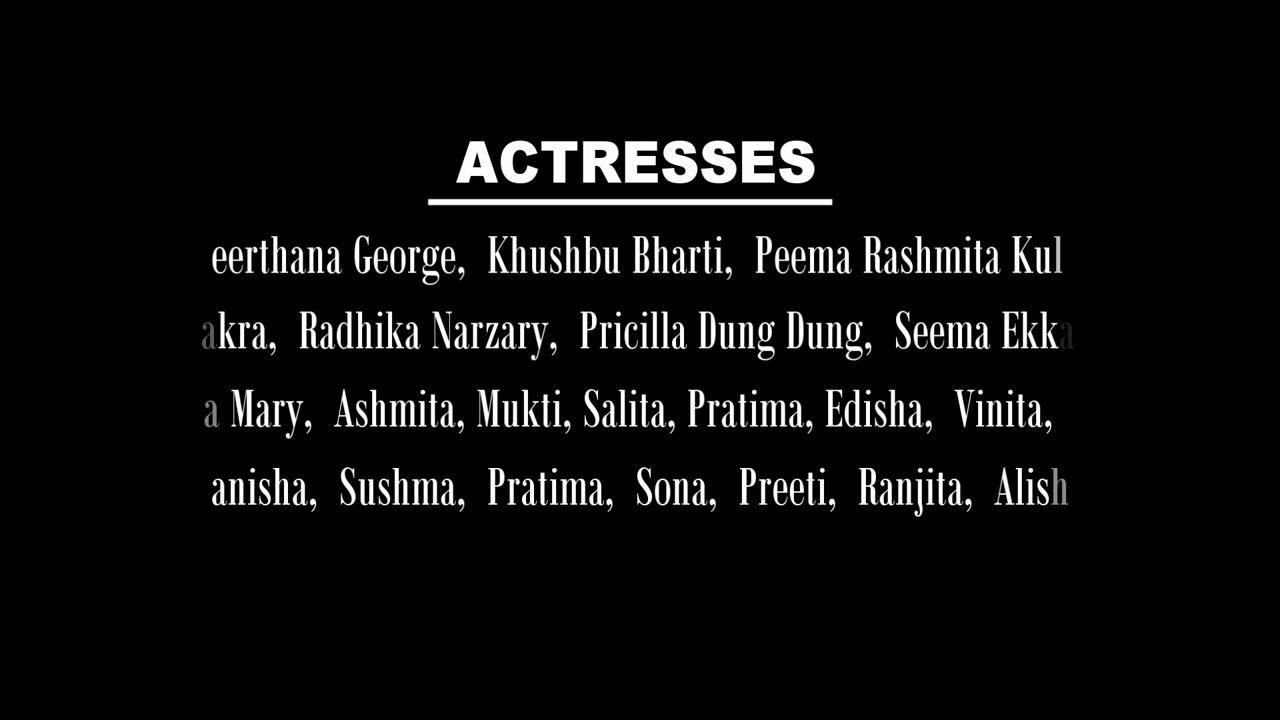 ACTRESSES
eerthana George, Khushbu Bharti, Peema Rashmita Kul
akra, Radhika Narzary, Pricilla Dung Dung, Seema Ekka
a Mary, Ashmita, Mukti, Salita, Pratima, Edisha, Vinita,
anisha, Sushma, Pratima, Sona, Preeti, Ranjita, Alish